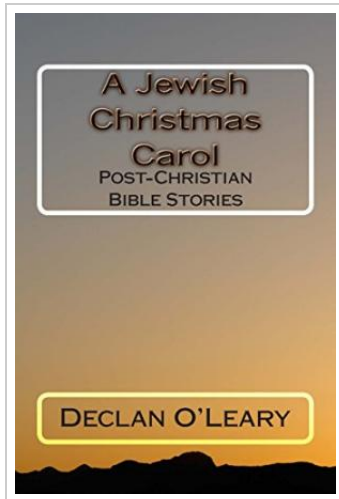 A Jewish
Christmas
Carol
Post-Christian
Bible Stories
Declan O'Leary